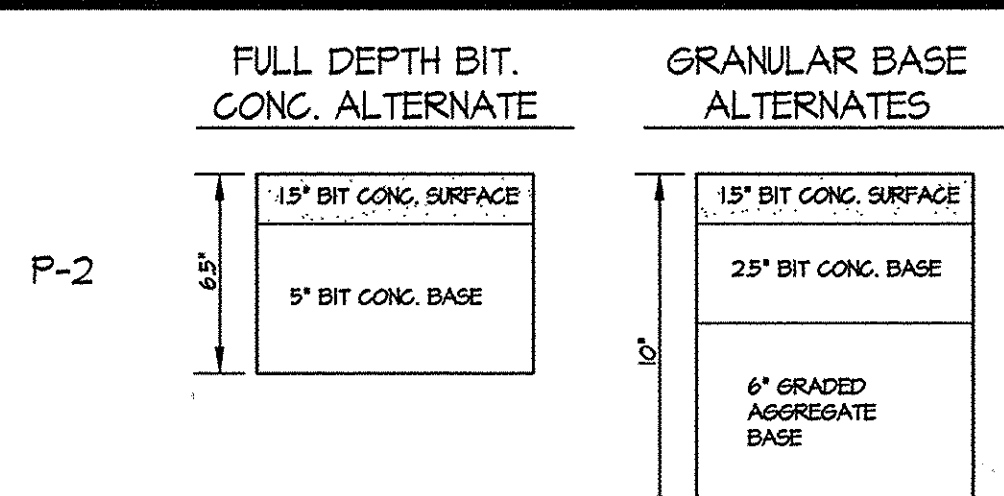 FULL DEPTH BIT.
CONC. ALTERNATE
GRANULAR BASE
ALTERNATES
P-2
6.5"
1.5" BIT CONC. SURFACE
5" BIT CONC. BASE
10"
1.5" BIT CONC. SURFACE
2.5" BIT CONC. BASE
6" GRADED
AGGREGATE
BASE